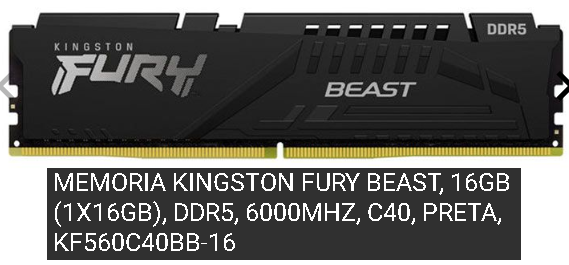 KINGSTON
FURY
DDR5
BEAST
MEMORIA KINGSTON FURY BEAST, 16GB
(1X16GB), DDR5, 6000MHZ, C40, PRETA,
KF560C40BB-16